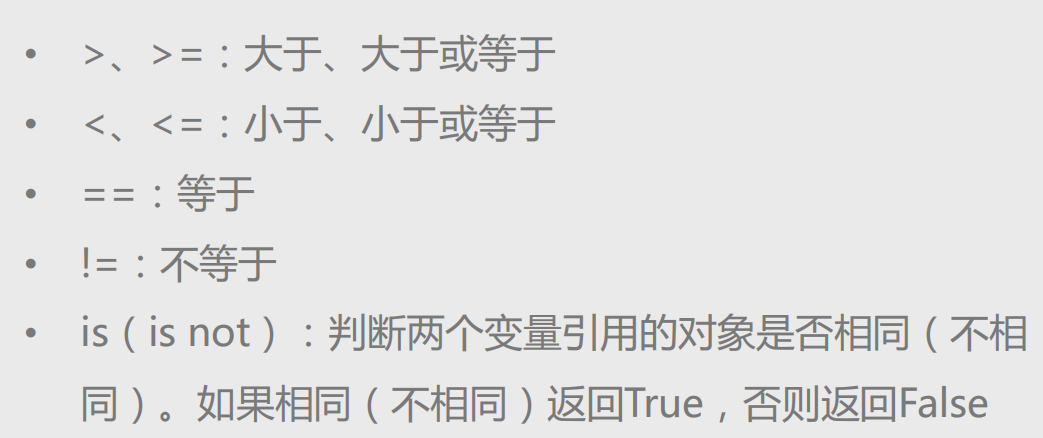 • >、>=：大于、大于或等于
• <、<=：小于、小于或等于
• ==：等于
• !=：不等于
• is（is not）：判断两个变量引用的对象是否相同（不相
同）。如果相同（不相同）返回True，否则返回False